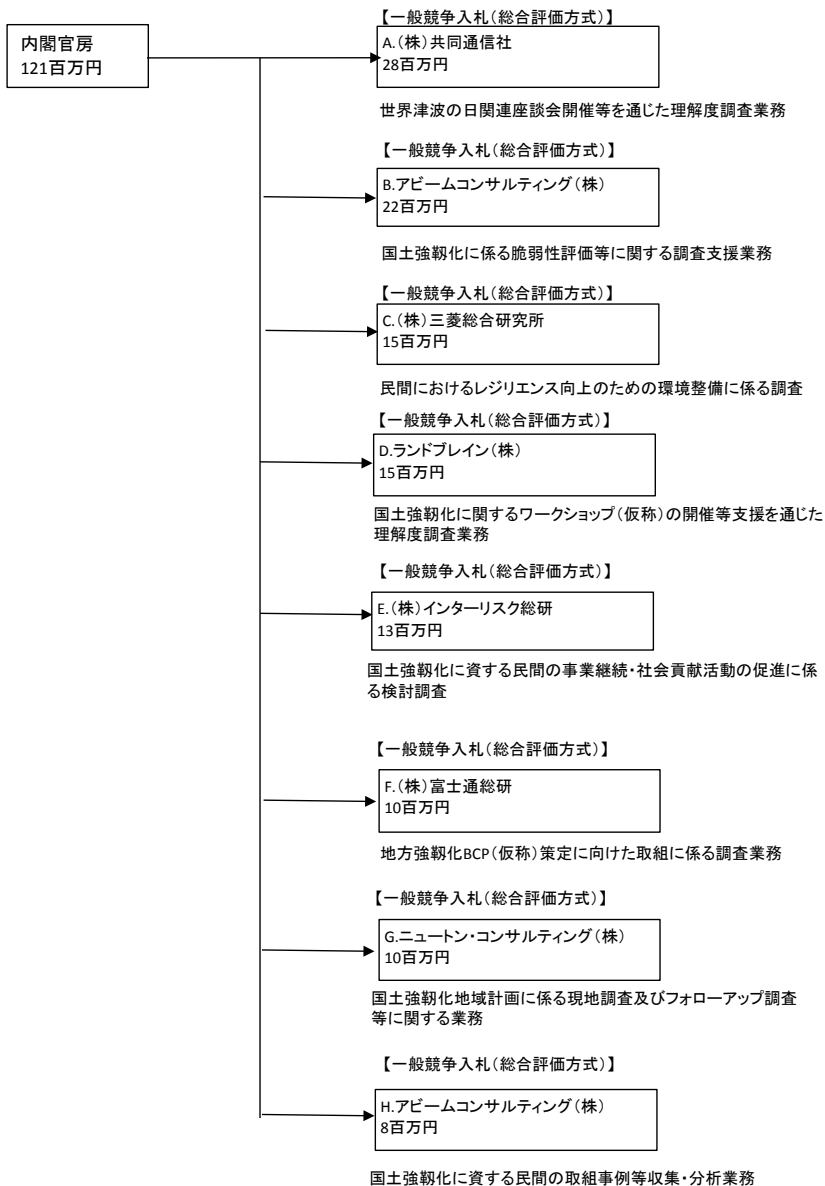 内閣官房
121百万円
【一般競争入札(総合評価方式)】
A.(株)共同通信社
28百万円
世界津波の日関連座談会開催等を通じた理解度調査業務
【一般競争入札(総合評価方式)】
B.アビームコンサルティング(株)
22百万円
国土強靱化に係る脆弱性評価等に関する調査支援業務
【一般競争入札(総合評価方式)】
C.(株)三菱総合研究所
15百万円
民間におけるレジリエンス向上のための環境整備に係る調査
【一般競争入札(総合評価方式)】
D.ランドブレイン(株)
15百万円
国土強靱化に関するワークショップ(仮称)の開催等支援を通じた
理解度調査業務
【一般競争入札(総合評価方式)】
E.(株)インターリスク総研
13百万円
国土強靱化に資する民間の事業継続・社会貢献活動の促進に係
る検討調査
【一般競争入札(総合評価方式)】
F.(株)富士通総研
10百万円
地方強靱化BCP(仮称)策定に向けた取組に係る調査業務
【一般競争入札(総合評価方式)】
G.ニュートン・コンサルティング(株)
10百万円
国土強靱化地域計画に係る現地調査及びフォローアップ調査
等に関する業務
【一般競争入札(総合評価方式)】
H.アビームコンサルティング(株)
8百万円
国土強靱化に資する民間の取組事例等収集・分析業務